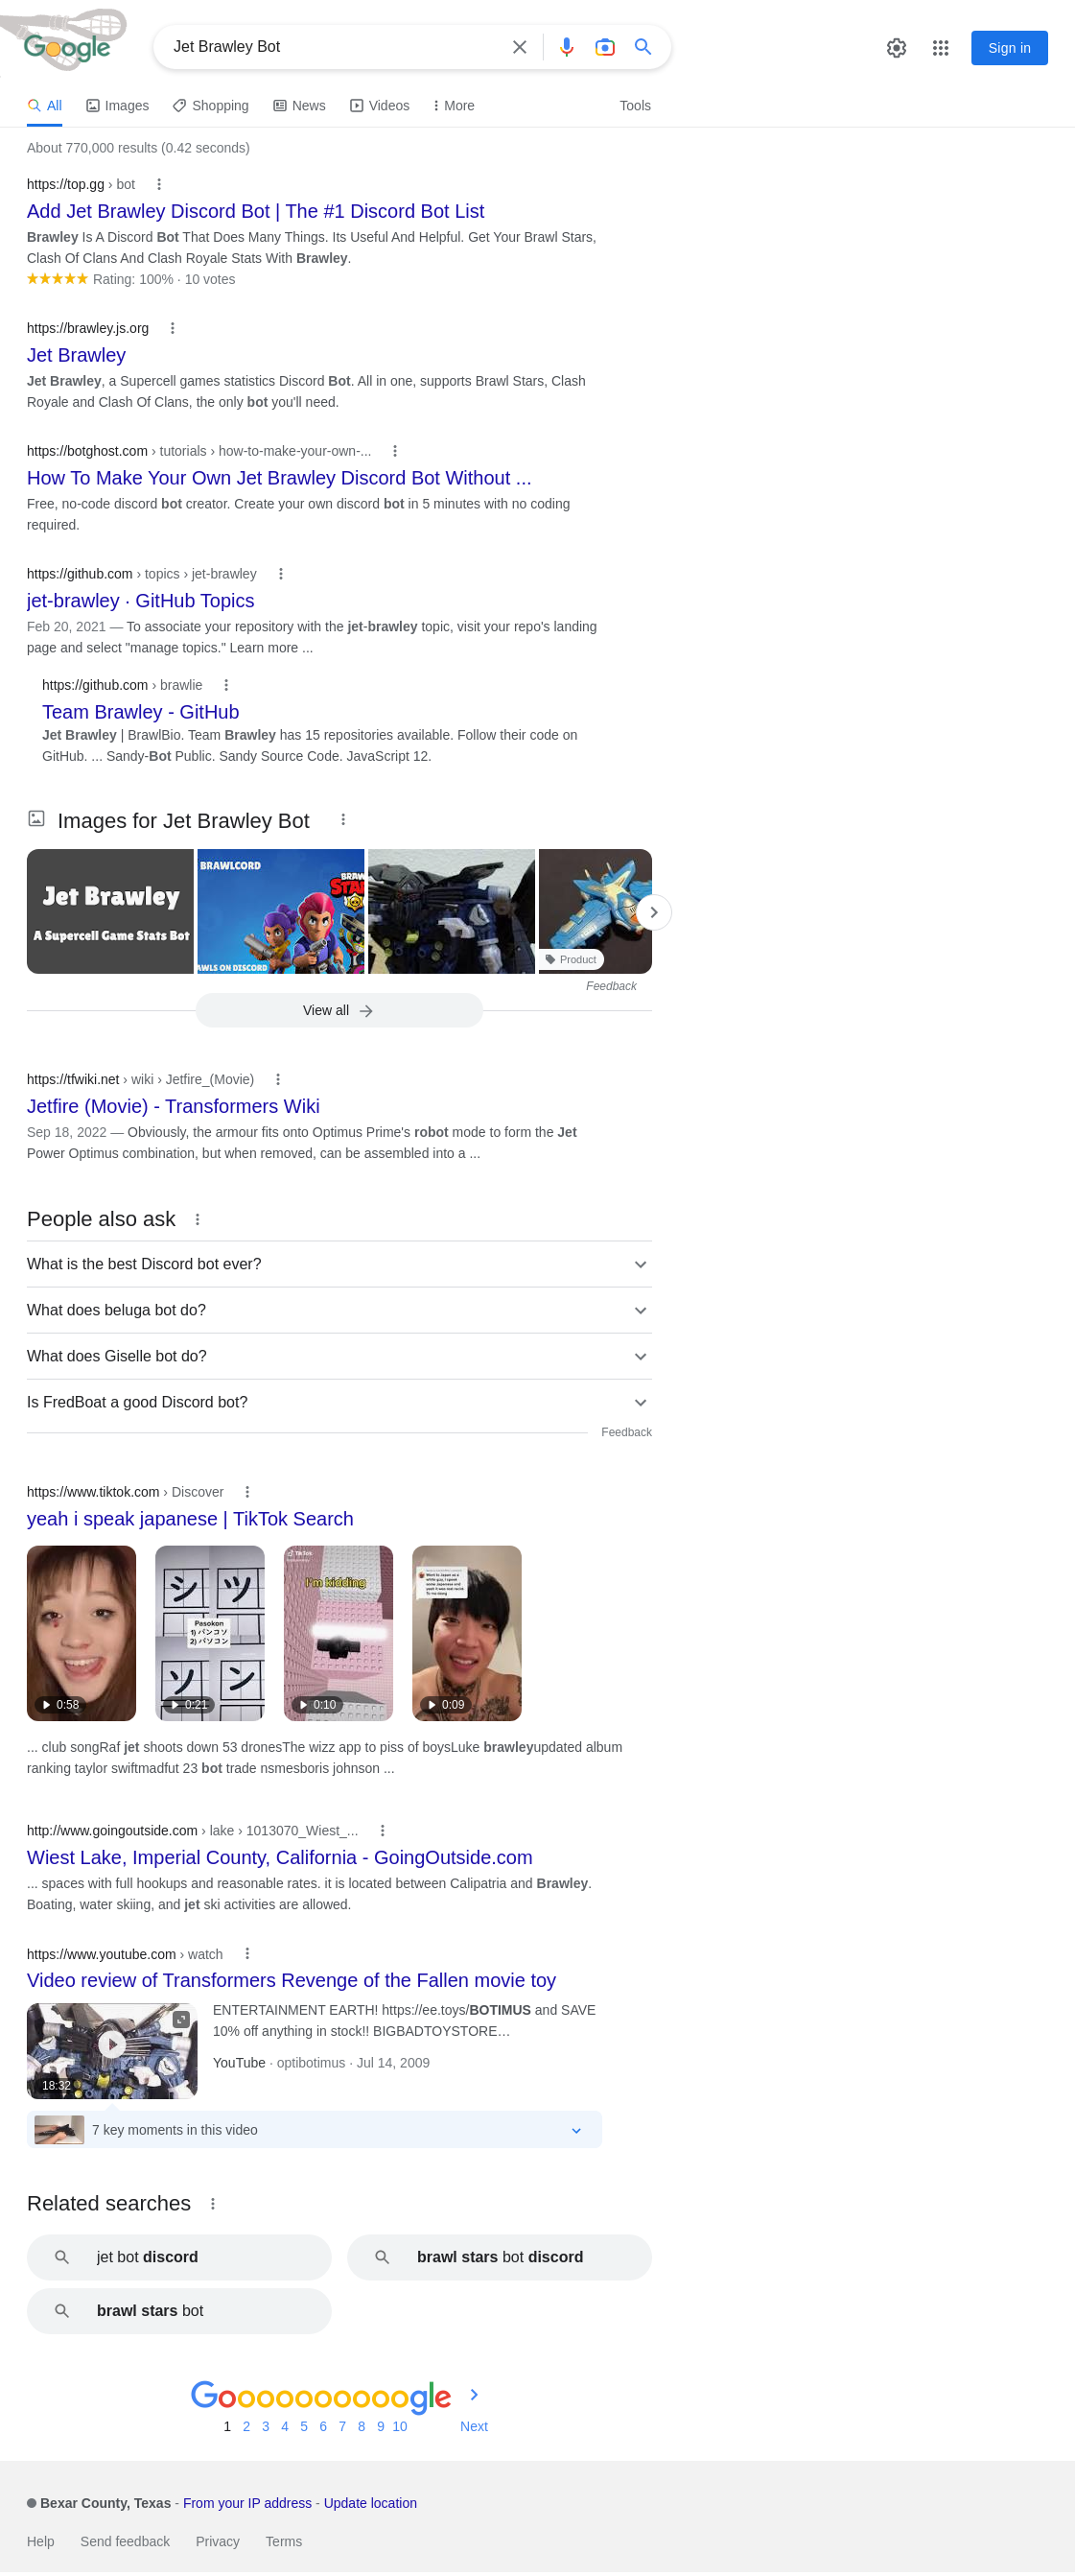 Google
Jet Brawley Bot
Sign in
All
Images
Shopping
News
Videos
More
Tools
About 770,000 results (0.42 seconds)
https://top.gg › bot
Add Jet Brawley Discord Bot | The #1 Discord Bot List
Brawley Is A Discord Bot That Does Many Things. Its Useful And Helpful. Get Your Brawl Stars,
Clash Of Clans And Clash Royale Stats With Brawley.
Rating: 100% · 10 votes
https://brawley.js.org
Jet Brawley
Jet Brawley, a Supercell games statistics Discord Bot. All in one, supports Brawl Stars, Clash
Royale and Clash Of Clans, the only bot you'll need.
https://botghost.com › tutorials › how-to-make-your-own-...
How To Make Your Own Jet Brawley Discord Bot Without ...
Free, no-code discord bot creator. Create your own discord bot in 5 minutes with no coding
required.
https://github.com › topics › jet-brawley
jet-brawley · GitHub Topics
Feb 20, 2021 — To associate your repository with the jet-brawley topic, visit your repo's landing
page and select "manage topics." Learn more ...
https://github.com › brawlie
Team Brawley - GitHub
Jet Brawley | BrawlBio. Team Brawley has 15 repositories available. Follow their code on
GitHub. ... Sandy-Bot Public. Sandy Source Code. JavaScript 12.
Images for Jet Brawley Bot
Jet Brawley
A Supercell Game Stats Bot
BRAWLCORD
BRAWL
STARS
AWLS ON DISCORD
Product
Feedback
View all
https://tfwiki.net › wiki › Jetfire_(Movie)
Jetfire (Movie) - Transformers Wiki
Sep 18, 2022 — Obviously, the armour fits onto Optimus Prime's robot mode to form the Jet
Power Optimus combination, but when removed, can be assembled into a ...
People also ask
What is the best Discord bot ever?
What does beluga bot do?
What does Giselle bot do?
Is FredBoat a good Discord bot?
Feedback
https://www.tiktok.com › Discover
yeah i speak japanese | TikTok Search
0:58
シ ツ
Pasokon
1) パンコソ
2) パソコン
ソ ン
0:21
TikTok
I'm kidding
0:10
0:09
... club songRaf jet shoots down 53 dronesThe wizz app to piss of boysLuke brawleyupdated album
ranking taylor swiftmadfut 23 bot trade nsmesboris johnson ...
http://www.goingoutside.com › lake › 1013070_Wiest_...
Wiest Lake, Imperial County, California - GoingOutside.com
... spaces with full hookups and reasonable rates. it is located between Calipatria and Brawley.
Boating, water skiing, and jet ski activities are allowed.
https://www.youtube.com › watch
Video review of Transformers Revenge of the Fallen movie toy
ENTERTAINMENT EARTH! https://ee.toys/BOTIMUS and SAVE
10% off anything in stock!! BIGBADTOYSTORE…
YouTube · optibotimus · Jul 14, 2009
18:32
7 key moments in this video
Related searches
jet bot discord
brawl stars bot discord
brawl stars bot
Goooooooooogle
1 2 3 4 5 6 7 8 9 10 Next
Bexar County, Texas - From your IP address - Update location
Help Send feedback Privacy Terms